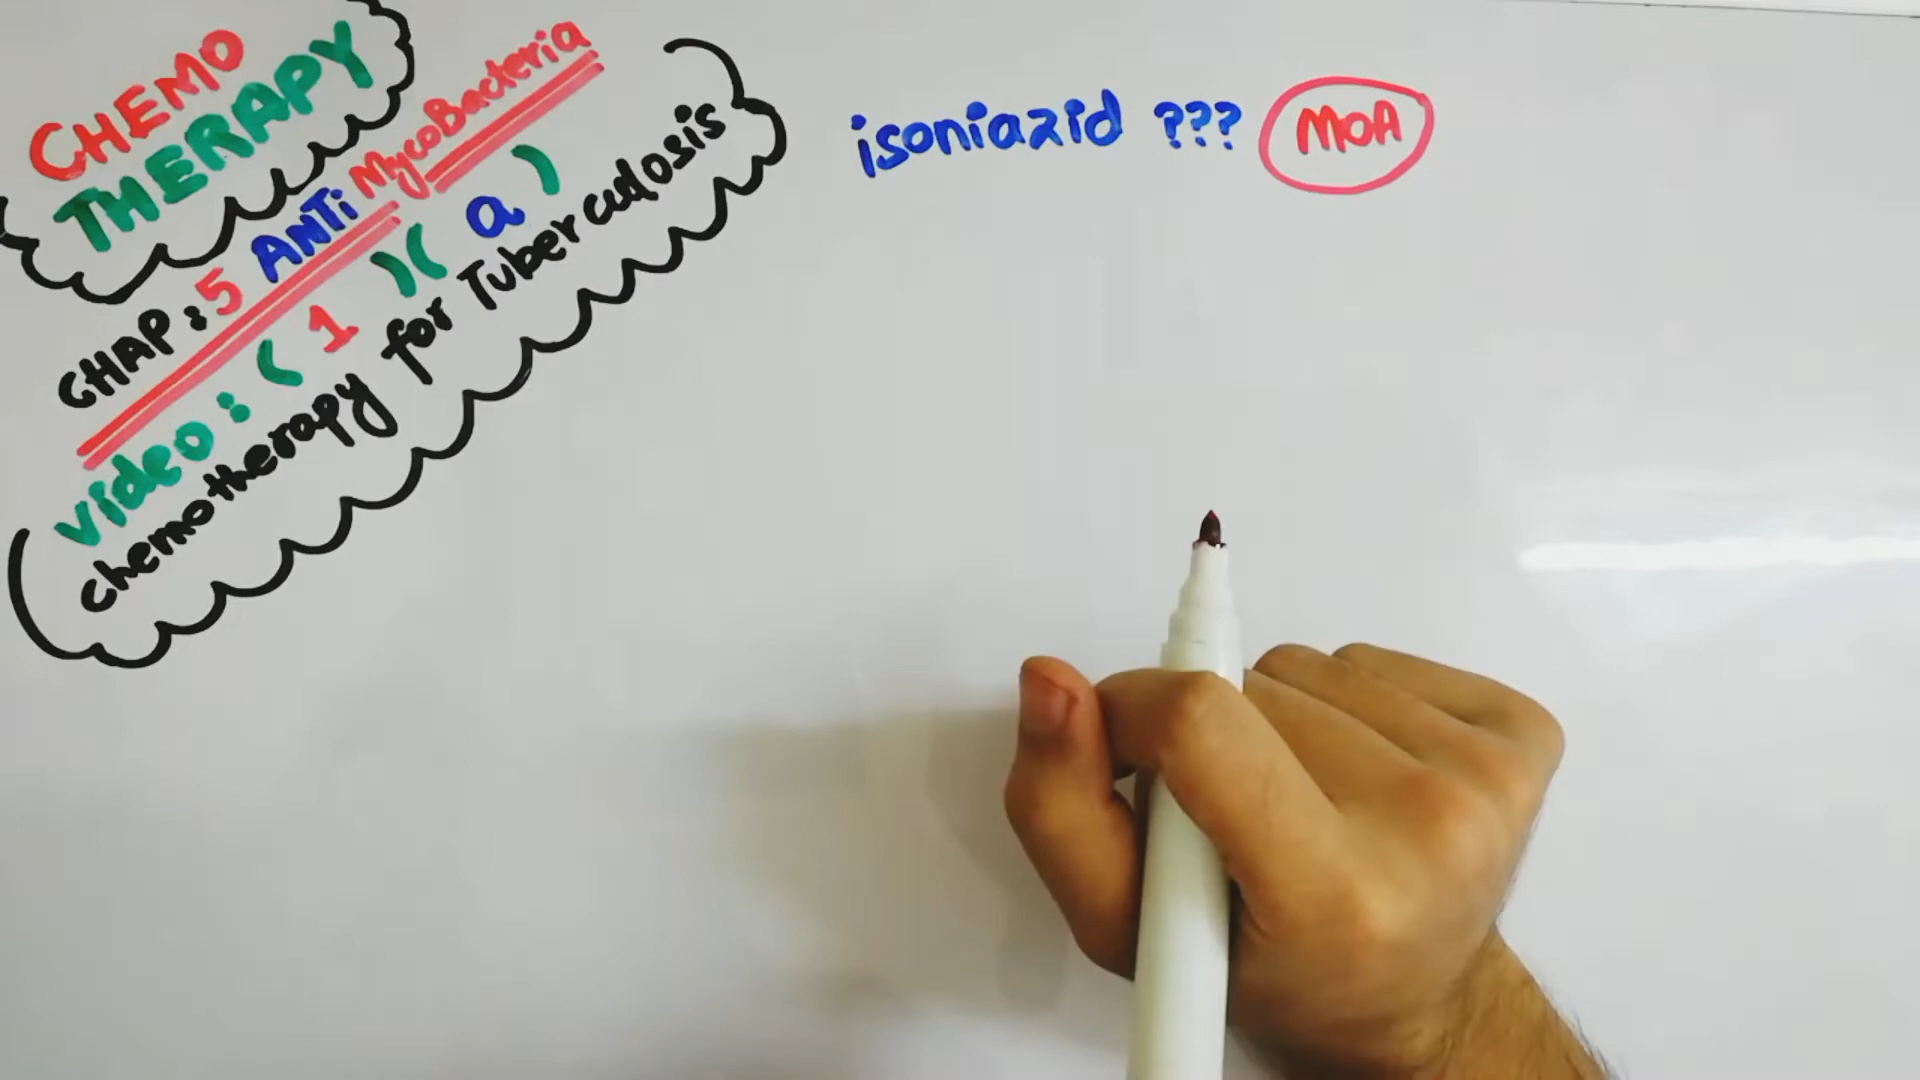 CHEMO
THERAPY
CHAP: 5 ANTi MycoBacteria
Video: ( 1 )( a )
chemotherapy for Tuberculosis
isoniazid ??? MOA